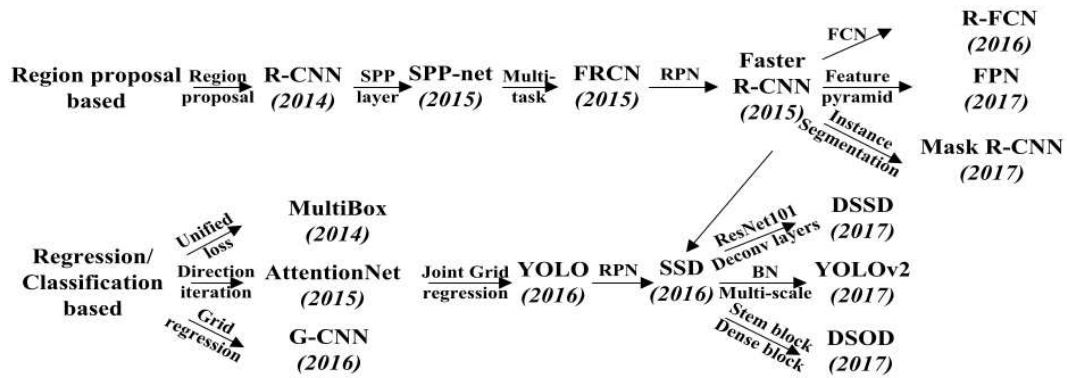 Region proposal
based
Region
proposal
R-CNN
(2014)
SPP
layer
SPP-net
(2015)
Multi-
task
FRCN
(2015)
RPN
Faster
R-CNN
(2015)
FCN
R-FCN
(2016)
Feature
pyramid
FPN
(2017)
Instance
Segmentation
Mask R-CNN
(2017)
Regression/
Classification
based
Unified
loss
MultiBox
(2014)
Direction
iteration
AttentionNet
(2015)
Grid
regression
G-CNN
(2016)
Joint Grid
regression
YOLO
(2016)
RPN
SSD
(2016)
ResNet101
Deconv layers
DSSD
(2017)
BN
Multi-scale
YOLOv2
(2017)
Stem block
Dense block
DSOD
(2017)